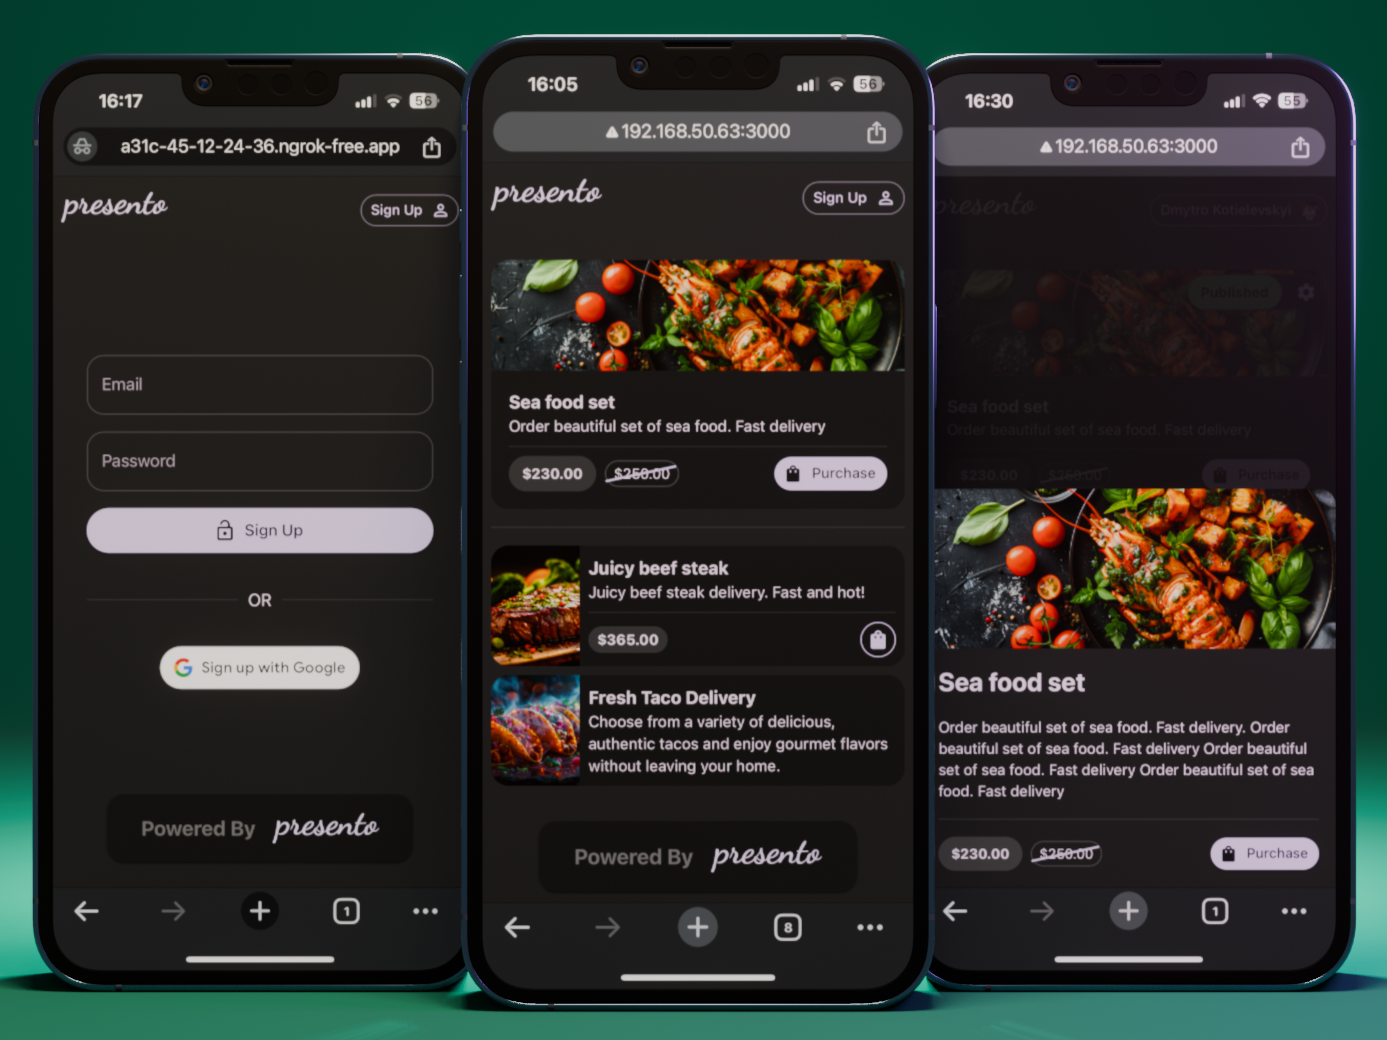 16:17
56
a31c-45-12-24-36.ngrok-free.app
presento
Sign Up
Email
Password
Sign Up
OR
Sign up with Google
Powered By presento
1
16:05
56
192.168.50.63:3000
presento
Sign Up
Sea food set
Order beautiful set of sea food. Fast delivery
$230.00
$250.00
Purchase
Juicy beef steak
Juicy beef steak delivery. Fast and hot!
$365.00
Fresh Taco Delivery
Choose from a variety of delicious,
authentic tacos and enjoy gourmet flavors
without leaving your home.
Powered By presento
8
16:30
55
192.168.50.63:3000
presento
Dmytro Kotielevskyi
Published
Sea food set
Order beautiful set of sea food. Fast delivery
$230.00
$250.00
Purchase
Sea food set
Order beautiful set of sea food. Fast delivery. Order
beautiful set of sea food. Fast delivery Order beautiful
set of sea food. Fast delivery Order beautiful set of sea
food. Fast delivery
$230.00
$250.00
Purchase
1